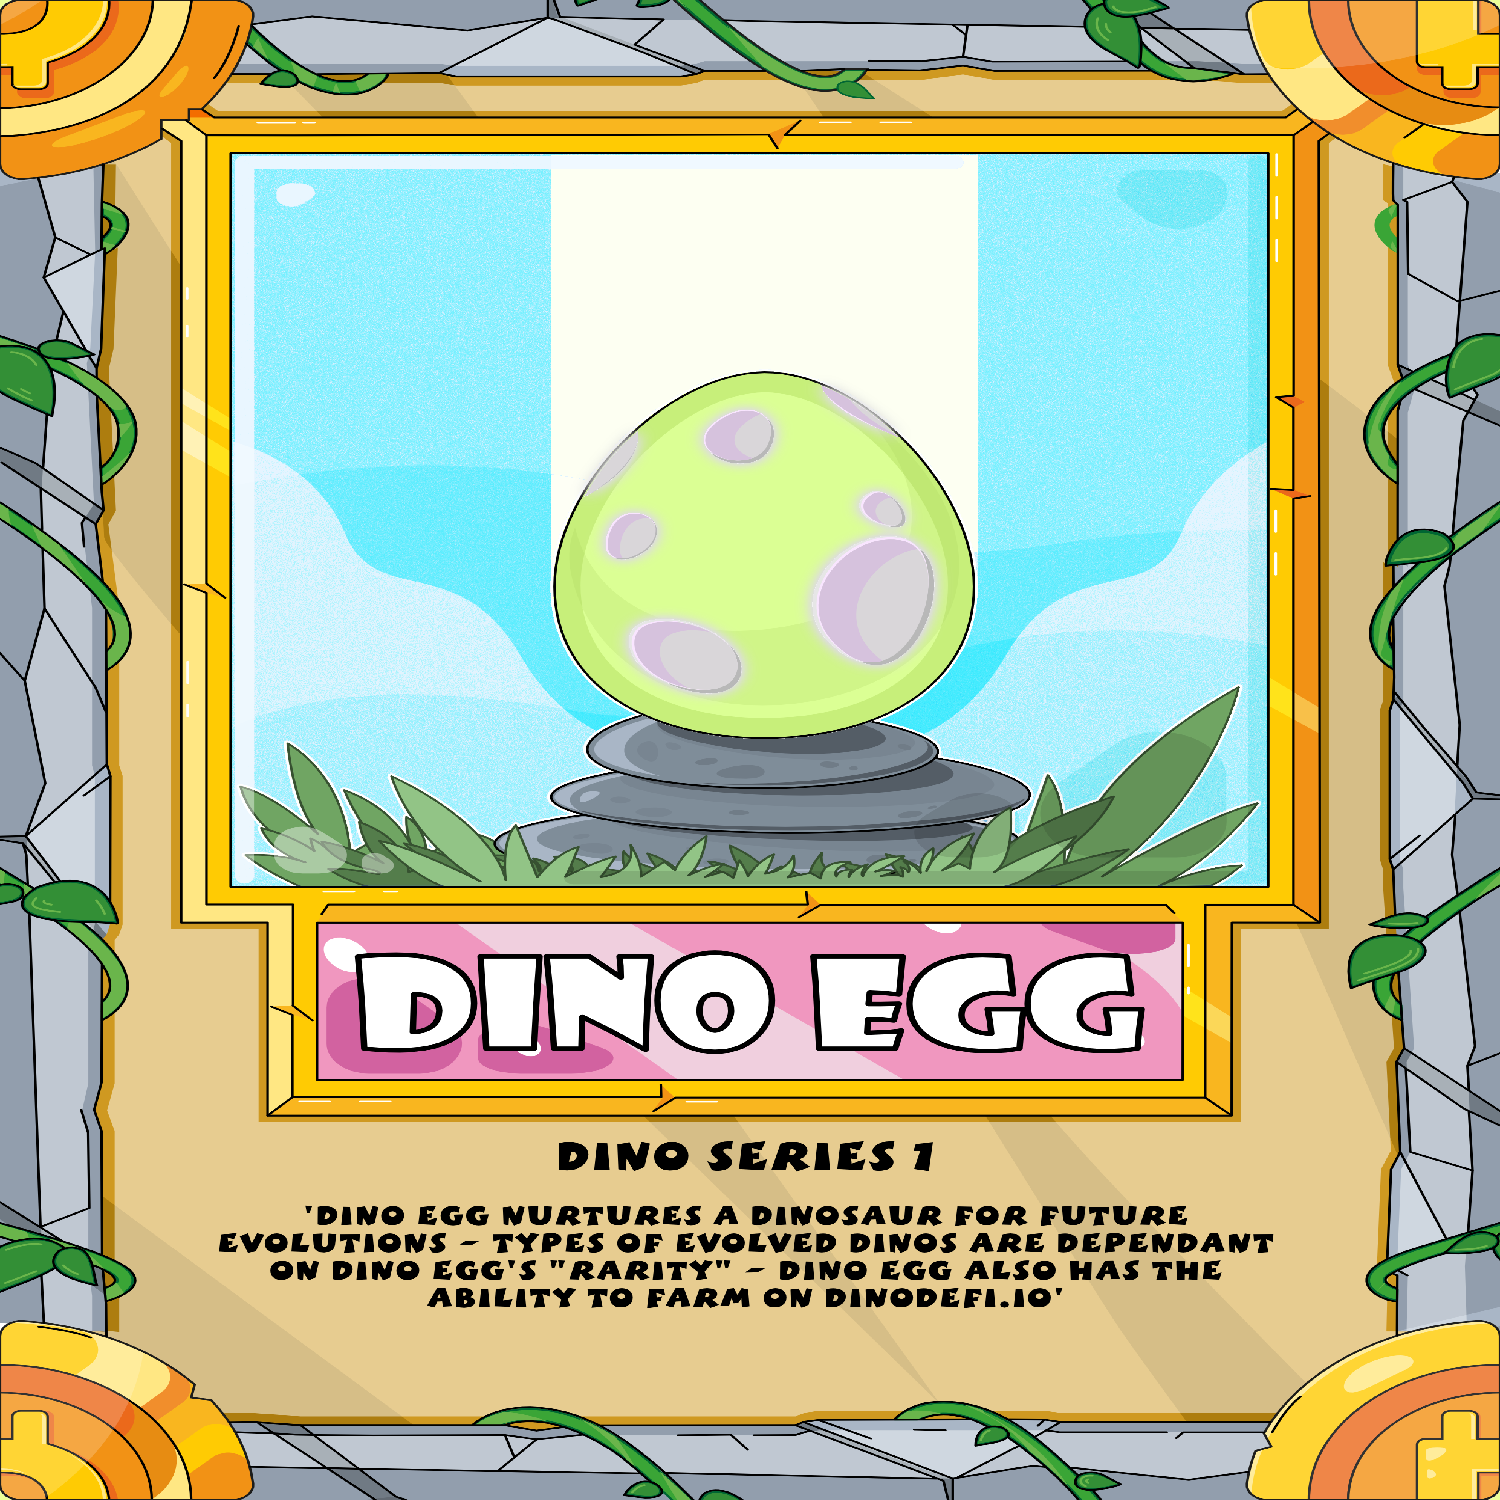 DINO EGG
DINO SERIES 1
'DINO EGG NURTURES A DINOSAUR FOR FUTURE
EVOLUTIONS - TYPES OF EVOLVED DINOS ARE DEPENDANT
ON DINO EGG'S "RARITY" - DINO EGG ALSO HAS THE
ABILITY TO FARM ON DINODEFI.IO'